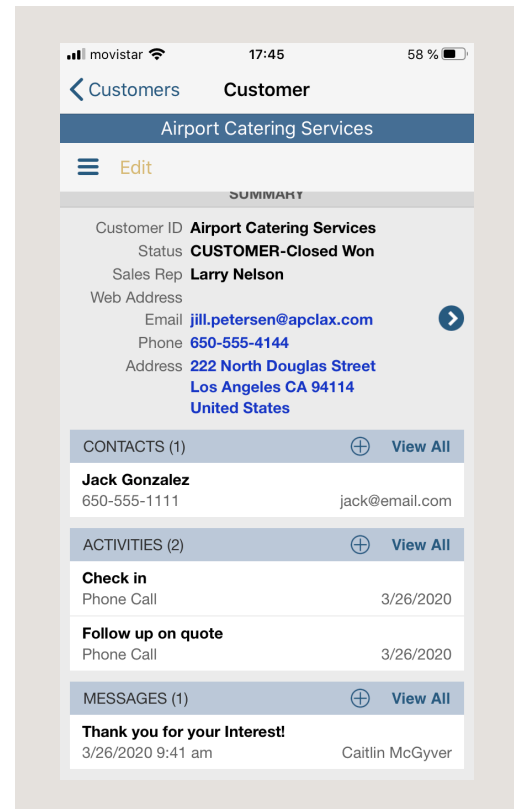 movistar 17:45 58 %
Customers Customer
Airport Catering Services
Edit
SUMMARY
Customer ID Airport Catering Services
Status CUSTOMER-Closed Won
Sales Rep Larry Nelson
Web Address
Email jill.petersen@apclax.com
Phone 650-555-4144
Address 222 North Douglas Street
Los Angeles CA 94114
United States
CONTACTS (1) View All
Jack Gonzalez
650-555-1111 jack@email.com
ACTIVITIES (2) View All
Check in
Phone Call 3/26/2020
Follow up on quote
Phone Call 3/26/2020
MESSAGES (1) View All
Thank you for your Interest!
3/26/2020 9:41 am Caitlin McGyver